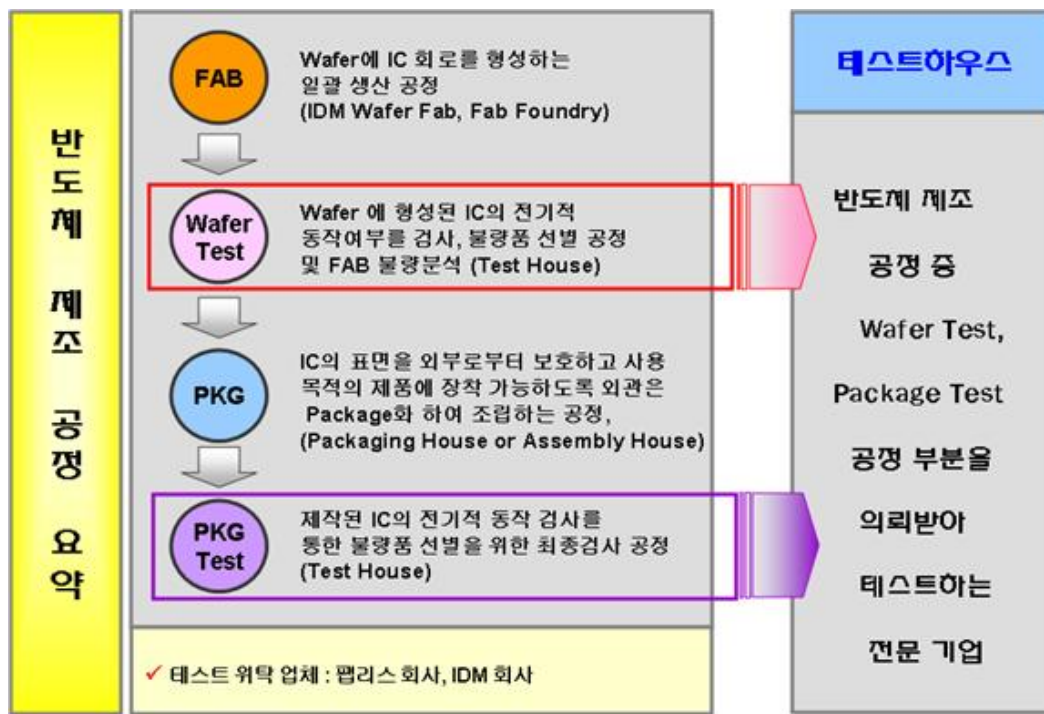 반도체 제조 공정 요약
FAB
Wafer에 IC 회로를 형성하는
일괄 생산 공정
(IDM Wafer Fab, Fab Foundry)
Wafer
Test
Wafer 에 형성된 IC의 전기적
동작여부를 검사, 불량품 선별 공정
및 FAB 불량분석 (Test House)
PKG
IC의 표면을 외부로부터 보호하고 사용
목적의 제품에 장착 가능하도록 외관은
Package화 하여 조립하는 공정,
(Packaging House or Assembly House)
PKG
Test
제작된 IC의 전기적 동작 검사를
통한 불량품 선별을 위한 최종검사 공정
(Test House)
✓ 테스트 위탁 업체 : 팹리스 회사, IDM 회사
테스트하우스
반도체 제조
공정 중
Wafer Test,
Package Test
공정 부분을
의뢰받아
테스트하는
전문 기업